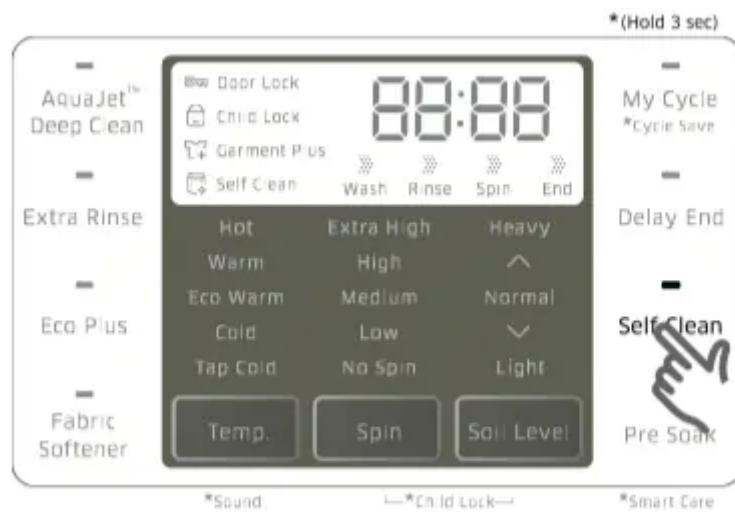 *(Hold 3 sec)
AquaJet™
Deep Clean
Extra Rinse
Eco Plus
Fabric
Softener
Door Lock
Child Lock
Garment Plus
Self Clean
88:88
Wash Rinse Spin End
Hot Extra High Heavy
Warm High
Eco Warm Medium Normal
Cold Low
Tap Cold No Spin Light
Temp. Spin Soil Level
My Cycle
*Cycle Save
Delay End
Self Clean
Pre Soak
*Sound *Child Lock *Smart Care